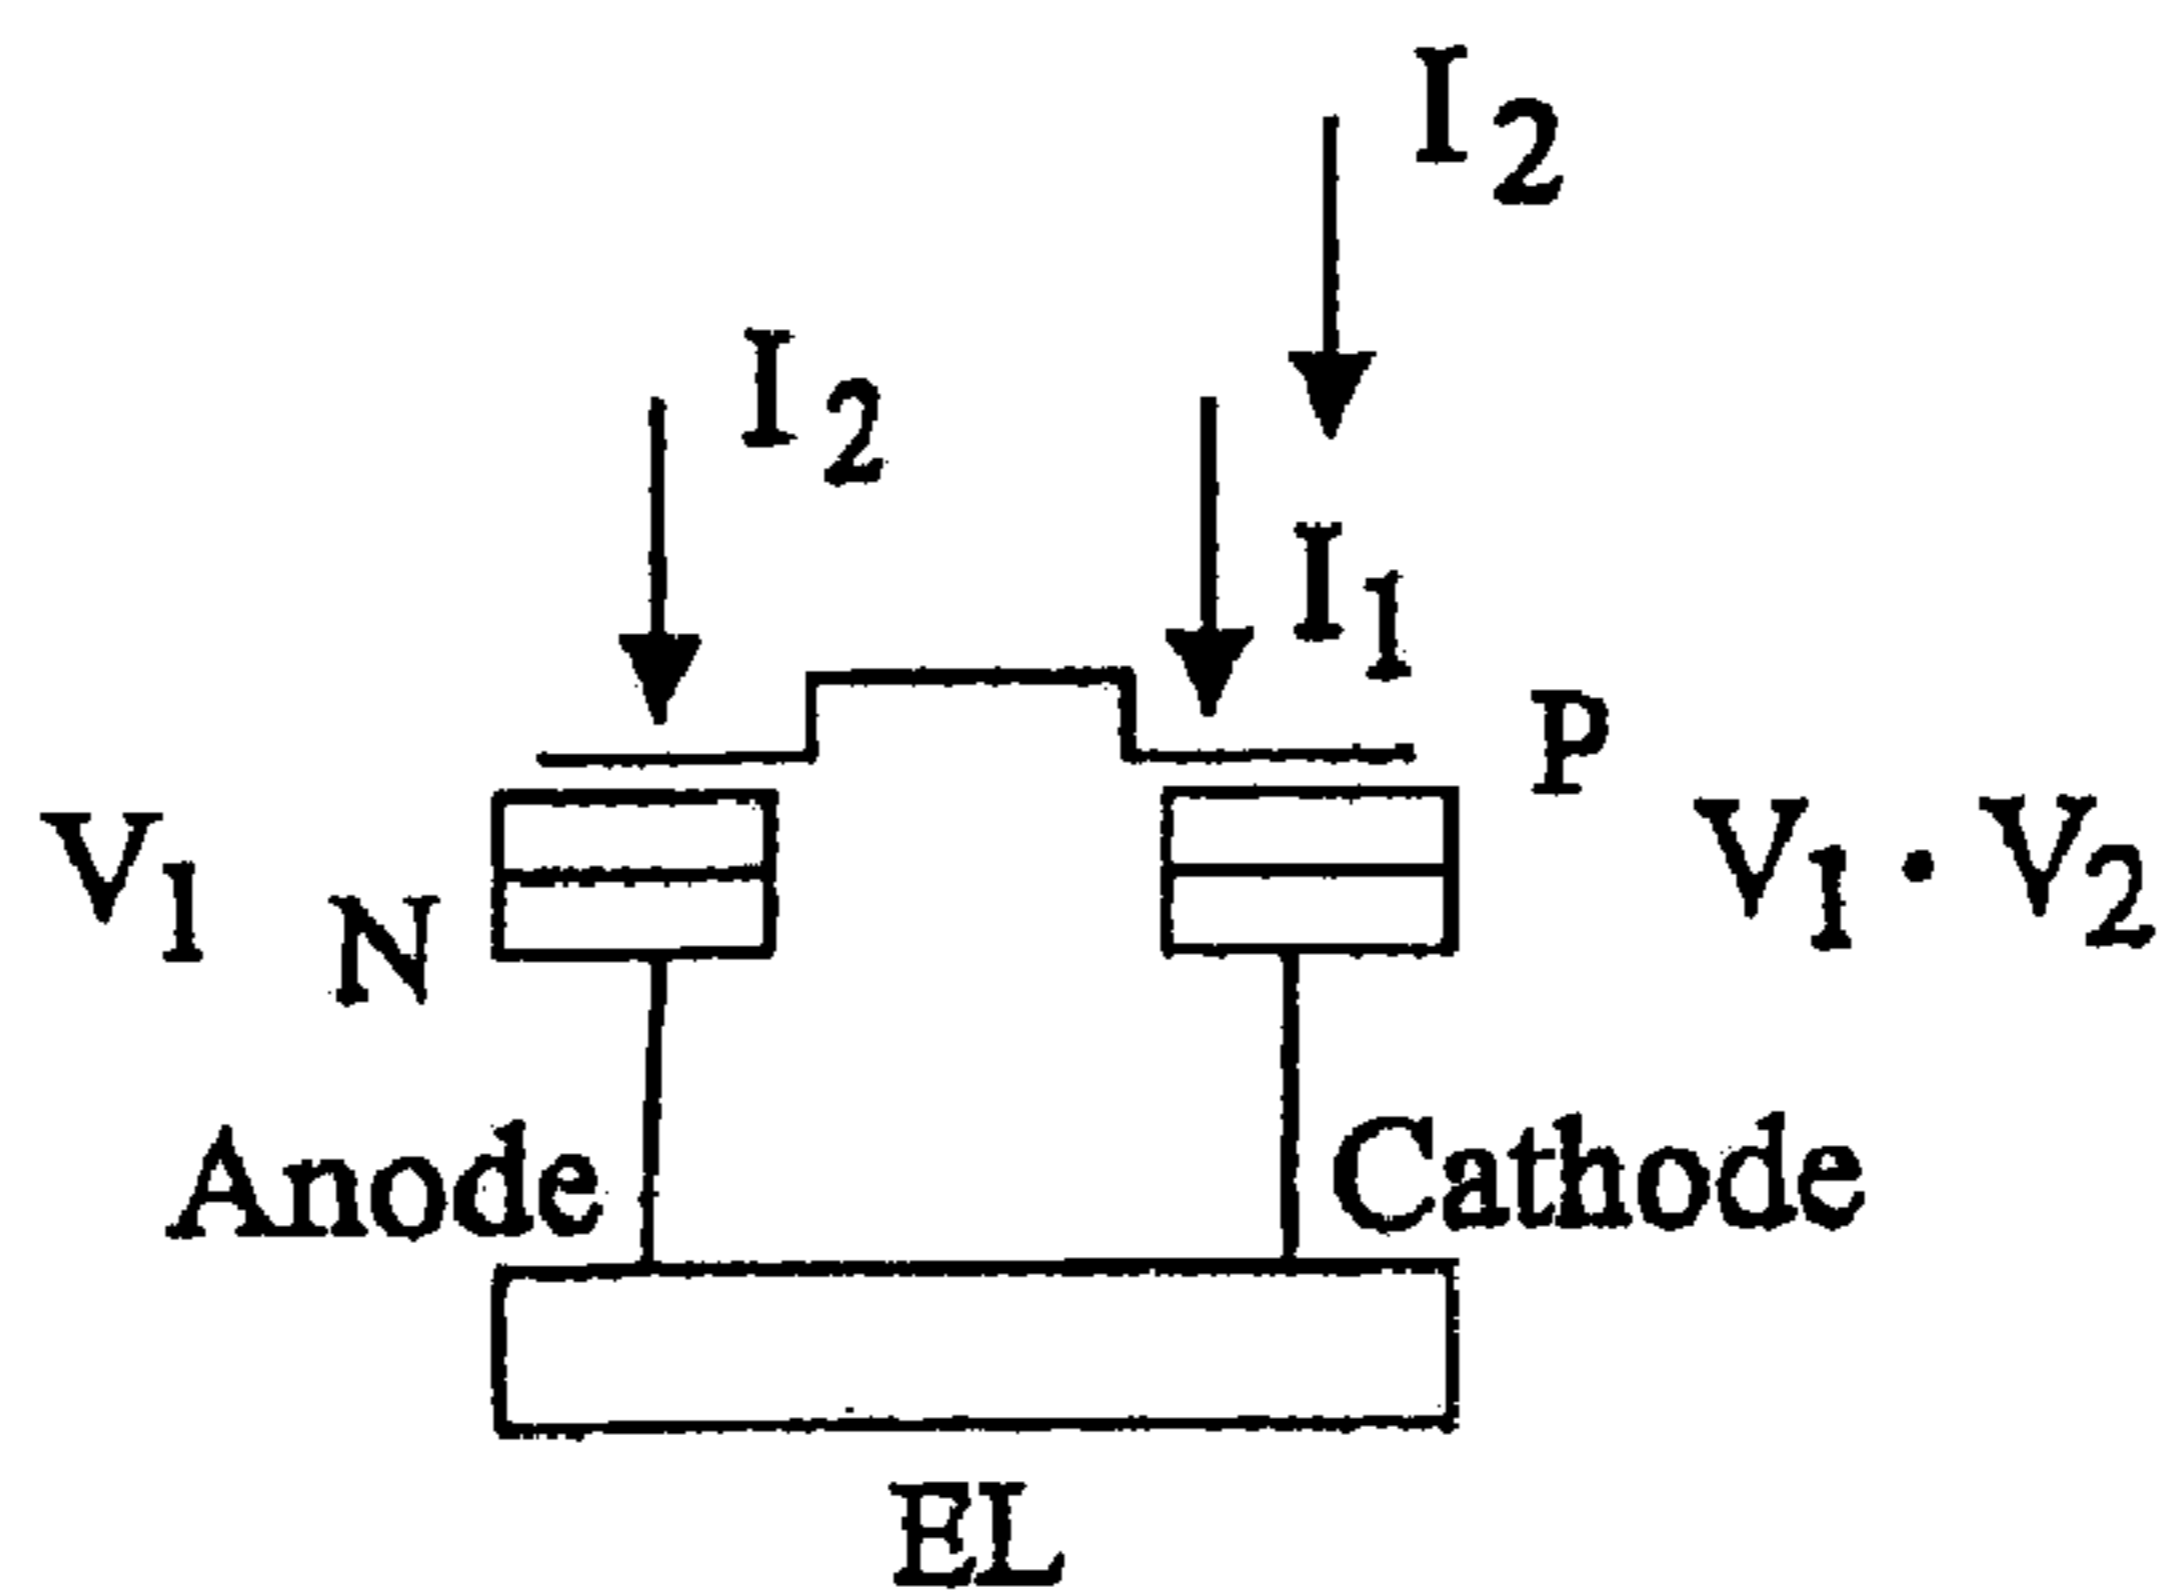 I₂
I₂
I₁
P
V₁
V₁ · V₂
N
Anode
Cathode
EL